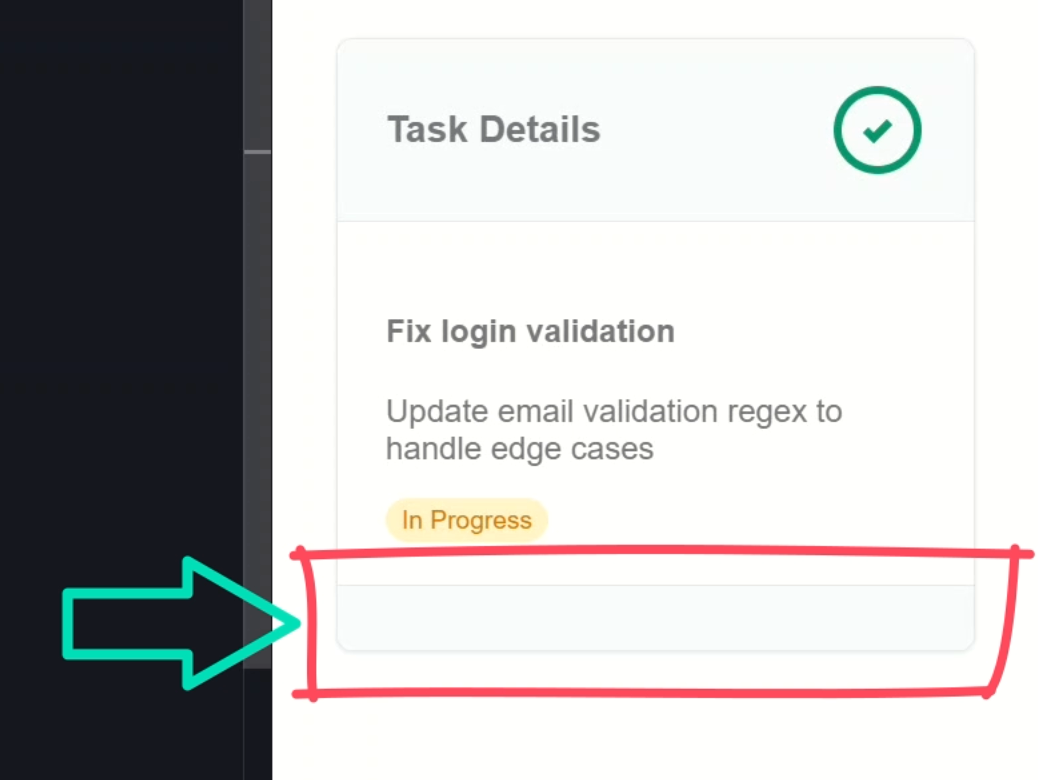 Task Details
Fix login validation
Update email validation regex to
handle edge cases
In Progress